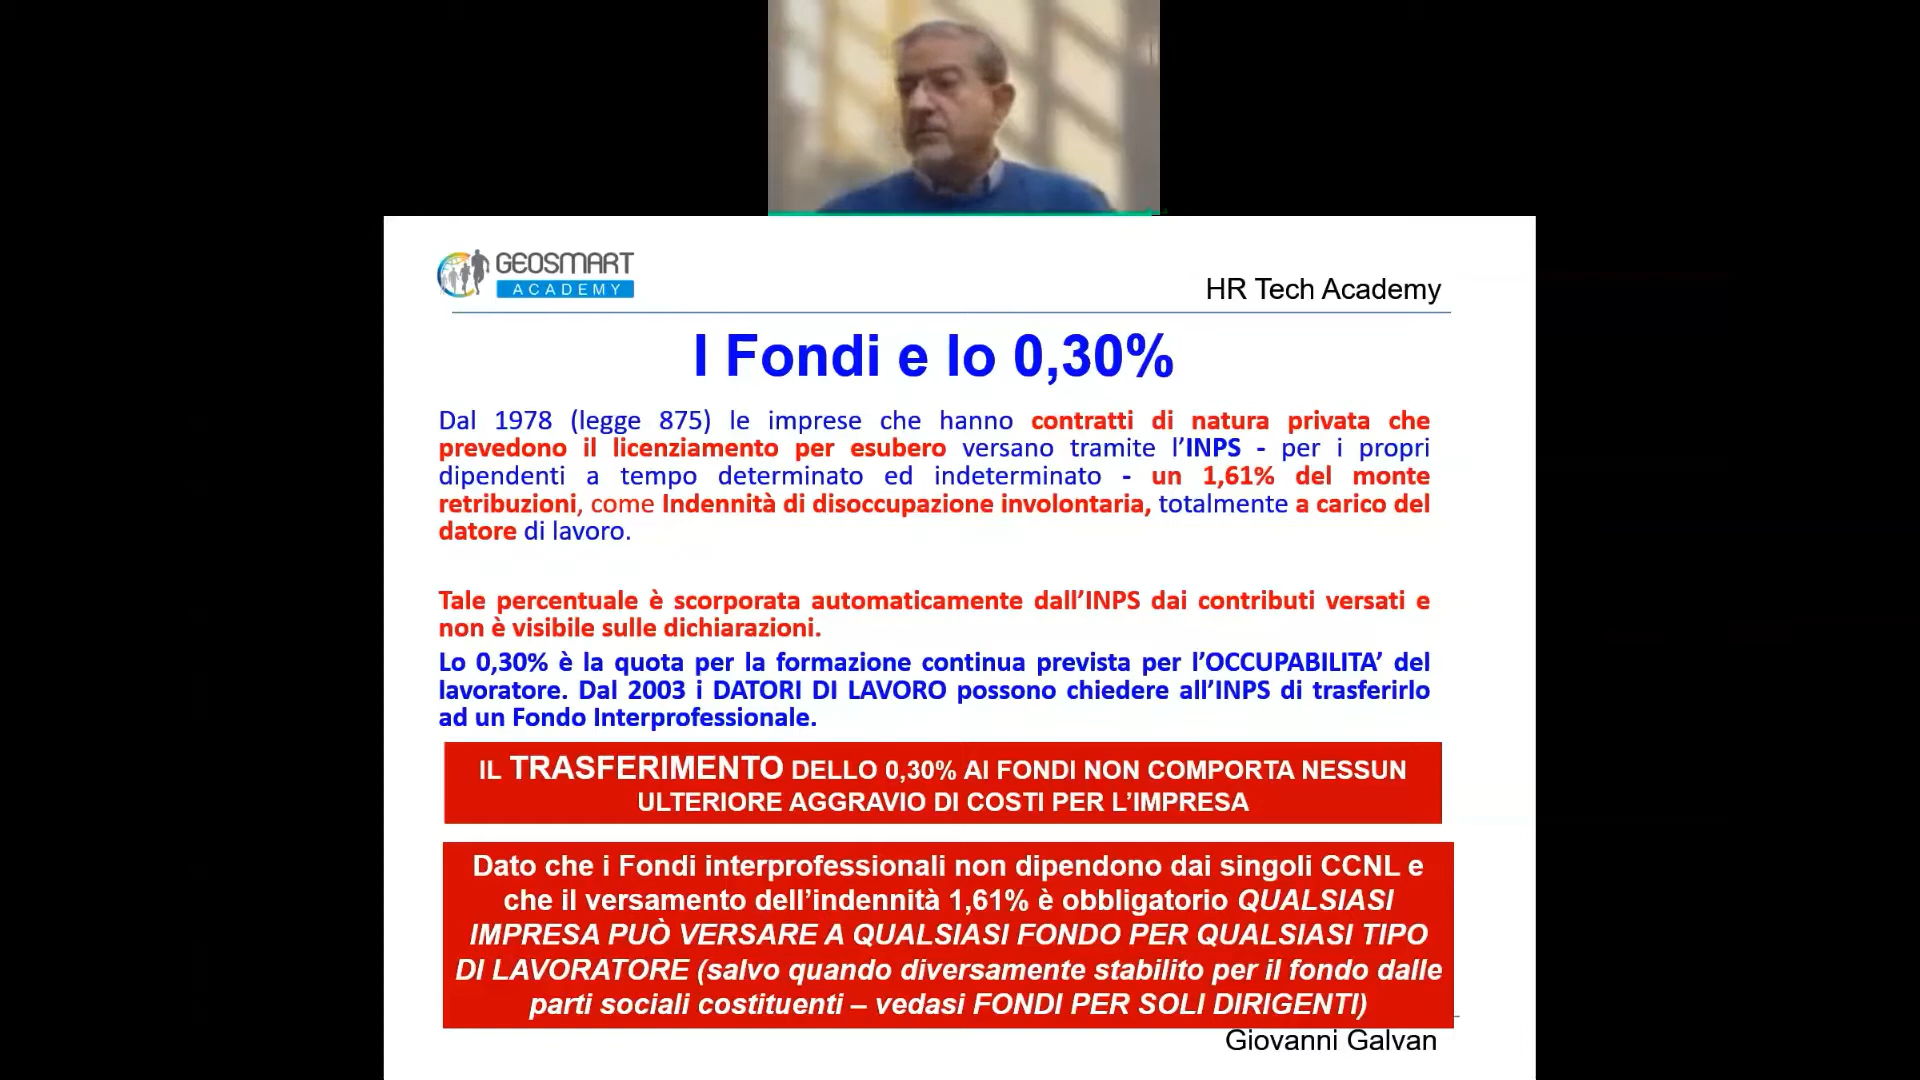 GEOSMART
ACADEMY
HR Tech Academy
I Fondi e lo 0,30%
Dal 1978 (legge 875) le imprese che hanno contratti di natura privata che
prevedono il licenziamento per esubero versano tramite l’INPS - per i propri
dipendenti a tempo determinato ed indeterminato - un 1,61% del monte
retribuzioni, come Indennità di disoccupazione involontaria, totalmente a carico del
datore di lavoro.
Tale percentuale è scorporata automaticamente dall’INPS dai contributi versati e
non è visibile sulle dichiarazioni.
Lo 0,30% è la quota per la formazione continua prevista per l’OCCUPABILITA’ del
lavoratore. Dal 2003 i DATORI DI LAVORO possono chiedere all’INPS di trasferirlo
ad un Fondo Interprofessionale.
IL TRASFERIMENTO DELLO 0,30% AI FONDI NON COMPORTA NESSUN
ULTERIORE AGGRAVIO DI COSTI PER L’IMPRESA
Dato che i Fondi interprofessionali non dipendono dai singoli CCNL e
che il versamento dell’indennità 1,61% è obbligatorio QUALSIASI
IMPRESA PUÒ VERSARE A QUALSIASI FONDO PER QUALSIASI TIPO
DI LAVORATORE (salvo quando diversamente stabilito per il fondo dalle
parti sociali costituenti – vedasi FONDI PER SOLI DIRIGENTI)
Giovanni Galvan